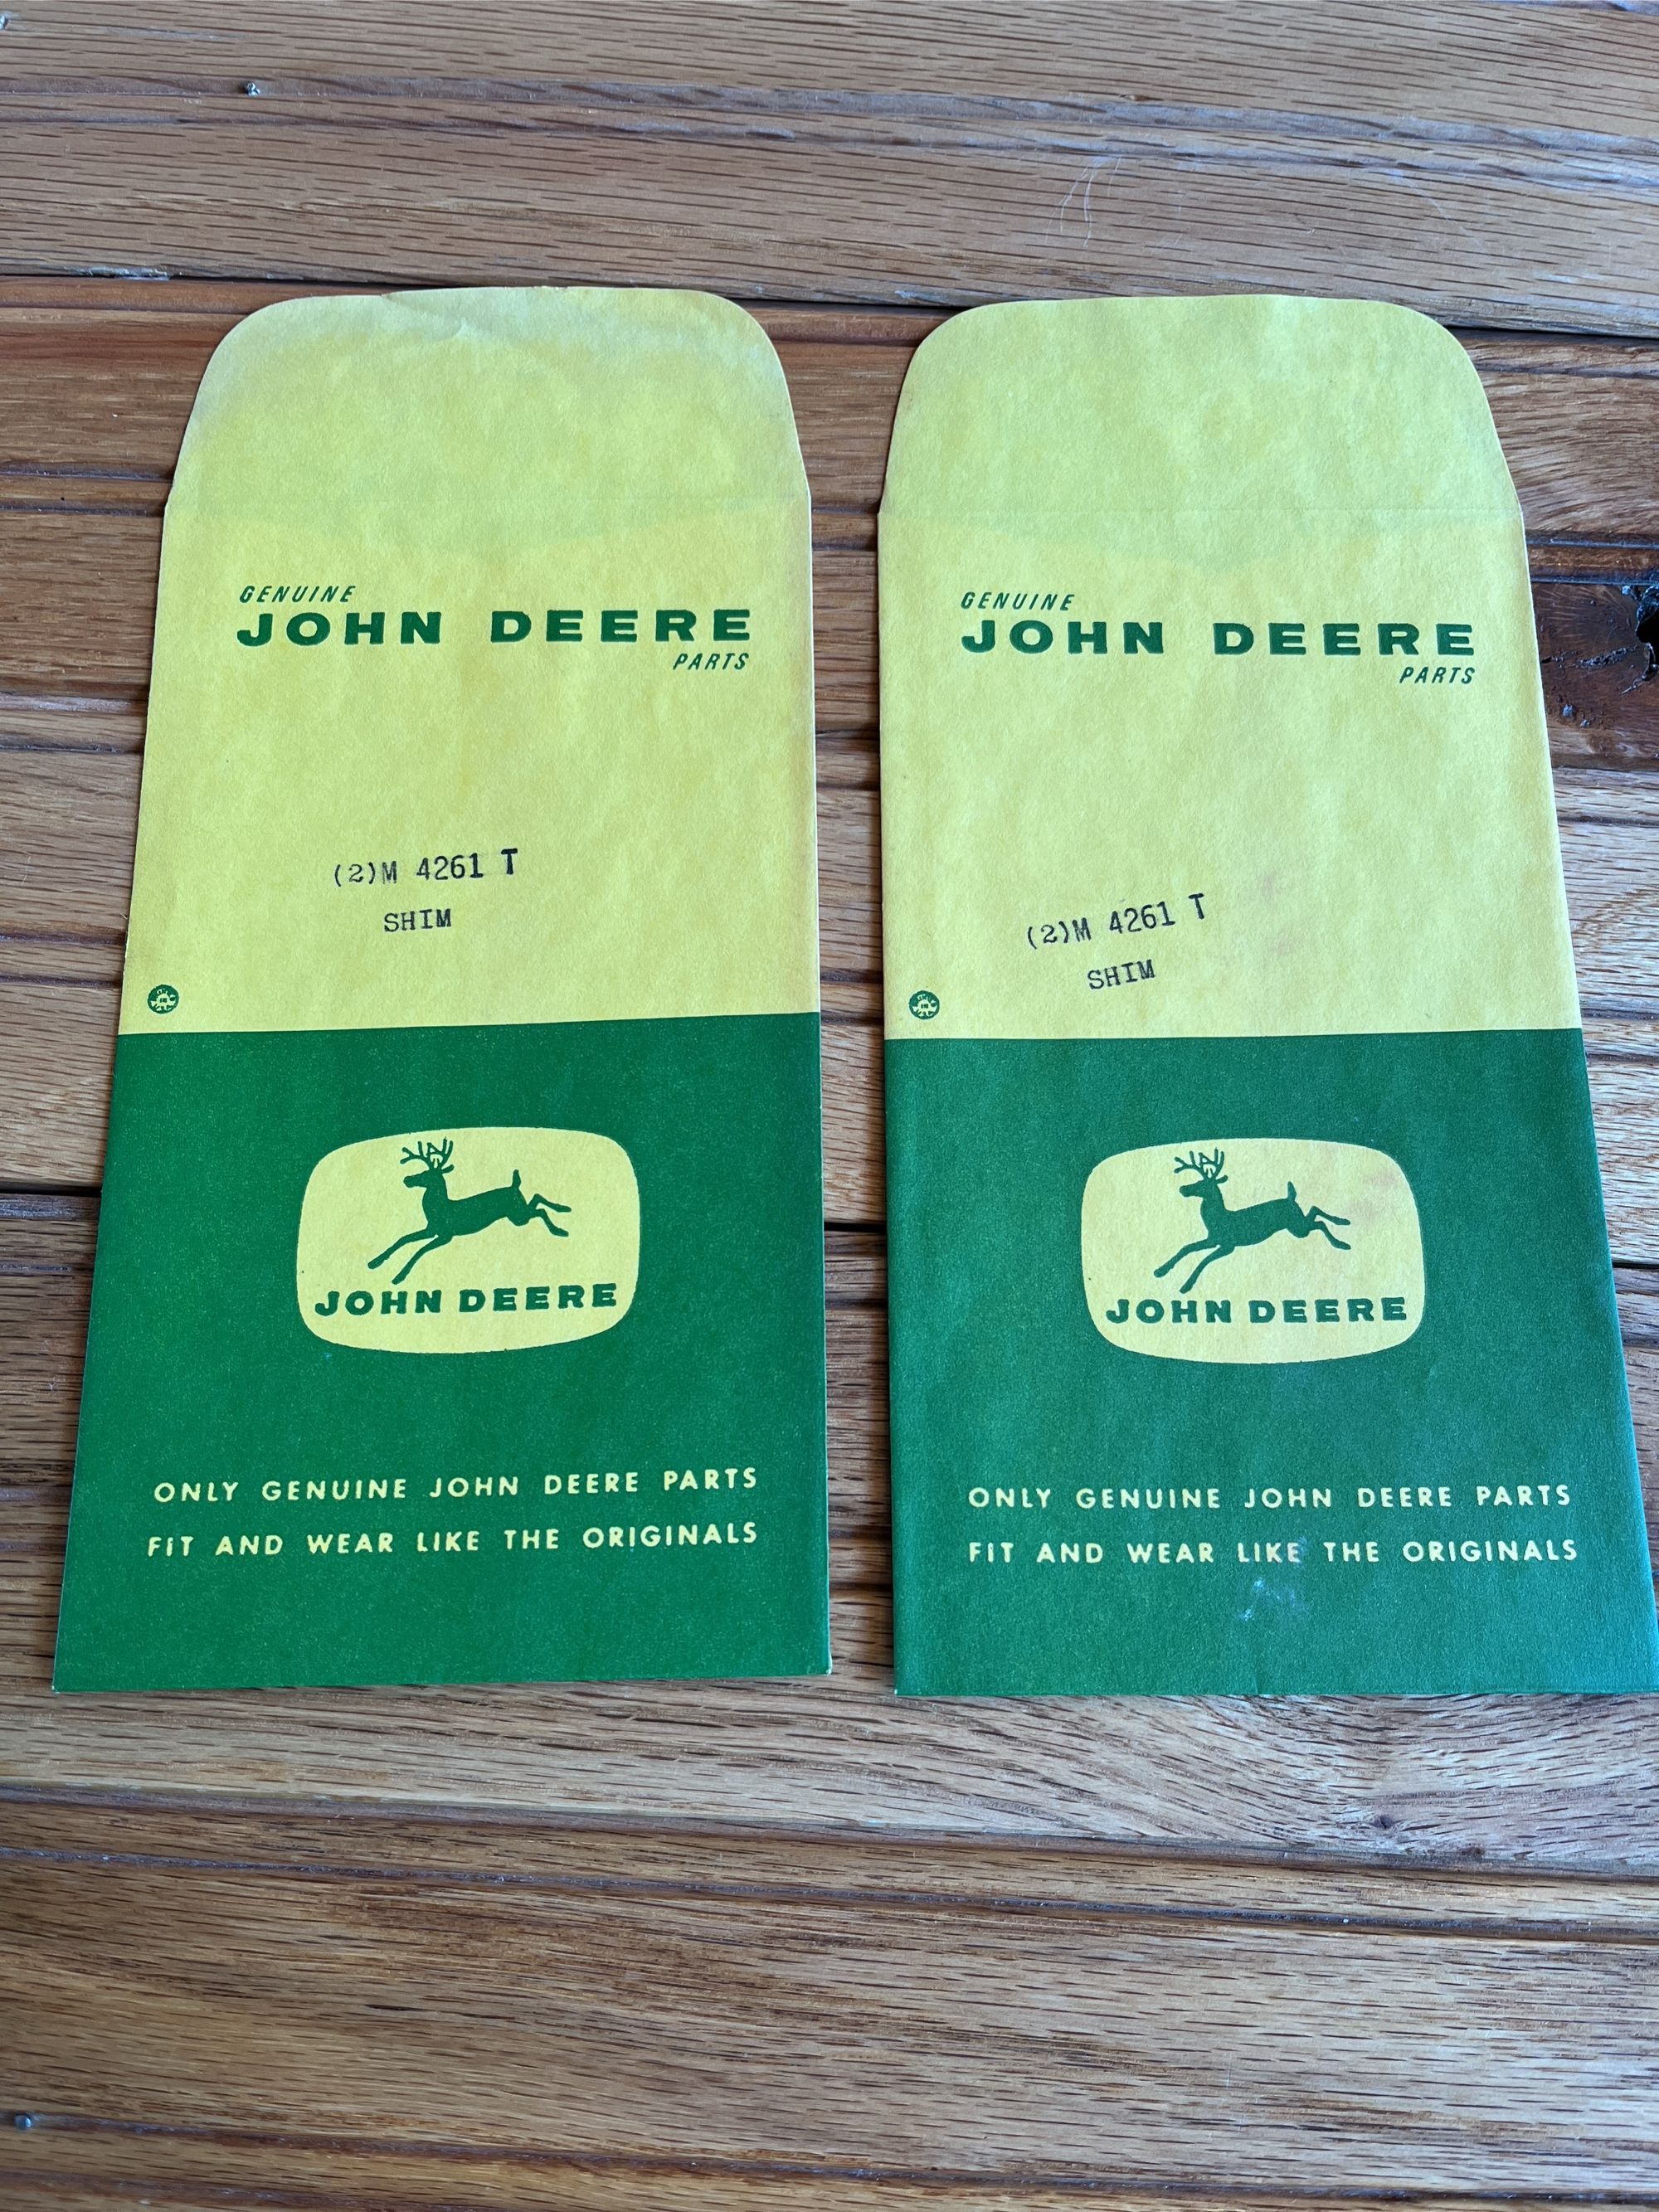 GENUINE
JOHN DEERE
PARTS
(2)M 4261 T
SHIM
JOHN DEERE
ONLY GENUINE JOHN DEERE PARTS
FIT AND WEAR LIKE THE ORIGINALS
GENUINE
JOHN DEERE
PARTS
(2)M 4261 T
SHIM
JOHN DEERE
ONLY GENUINE JOHN DEERE PARTS
FIT AND WEAR LIKE THE ORIGINALS